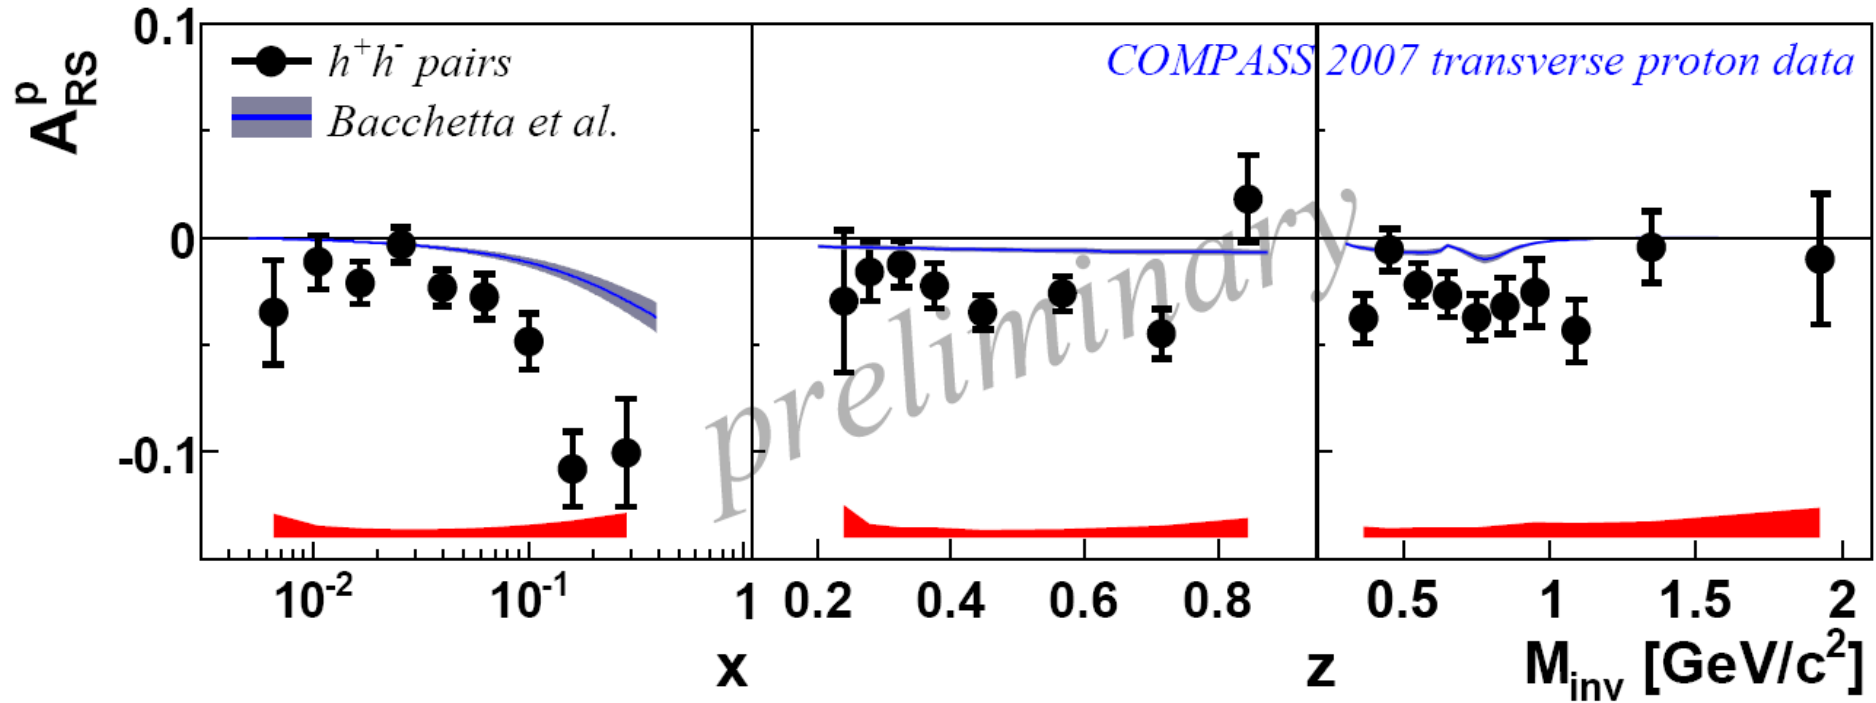 A^p_RS
0.1
0
-0.1
h⁺h⁻ pairs
Bacchetta et al.
COMPASS 2007 transverse proton data
preliminary
10⁻² 10⁻¹ 1 0.2 0.4 0.6 0.8 0.5 1 1.5 2
x z M_inv [GeV/c²]